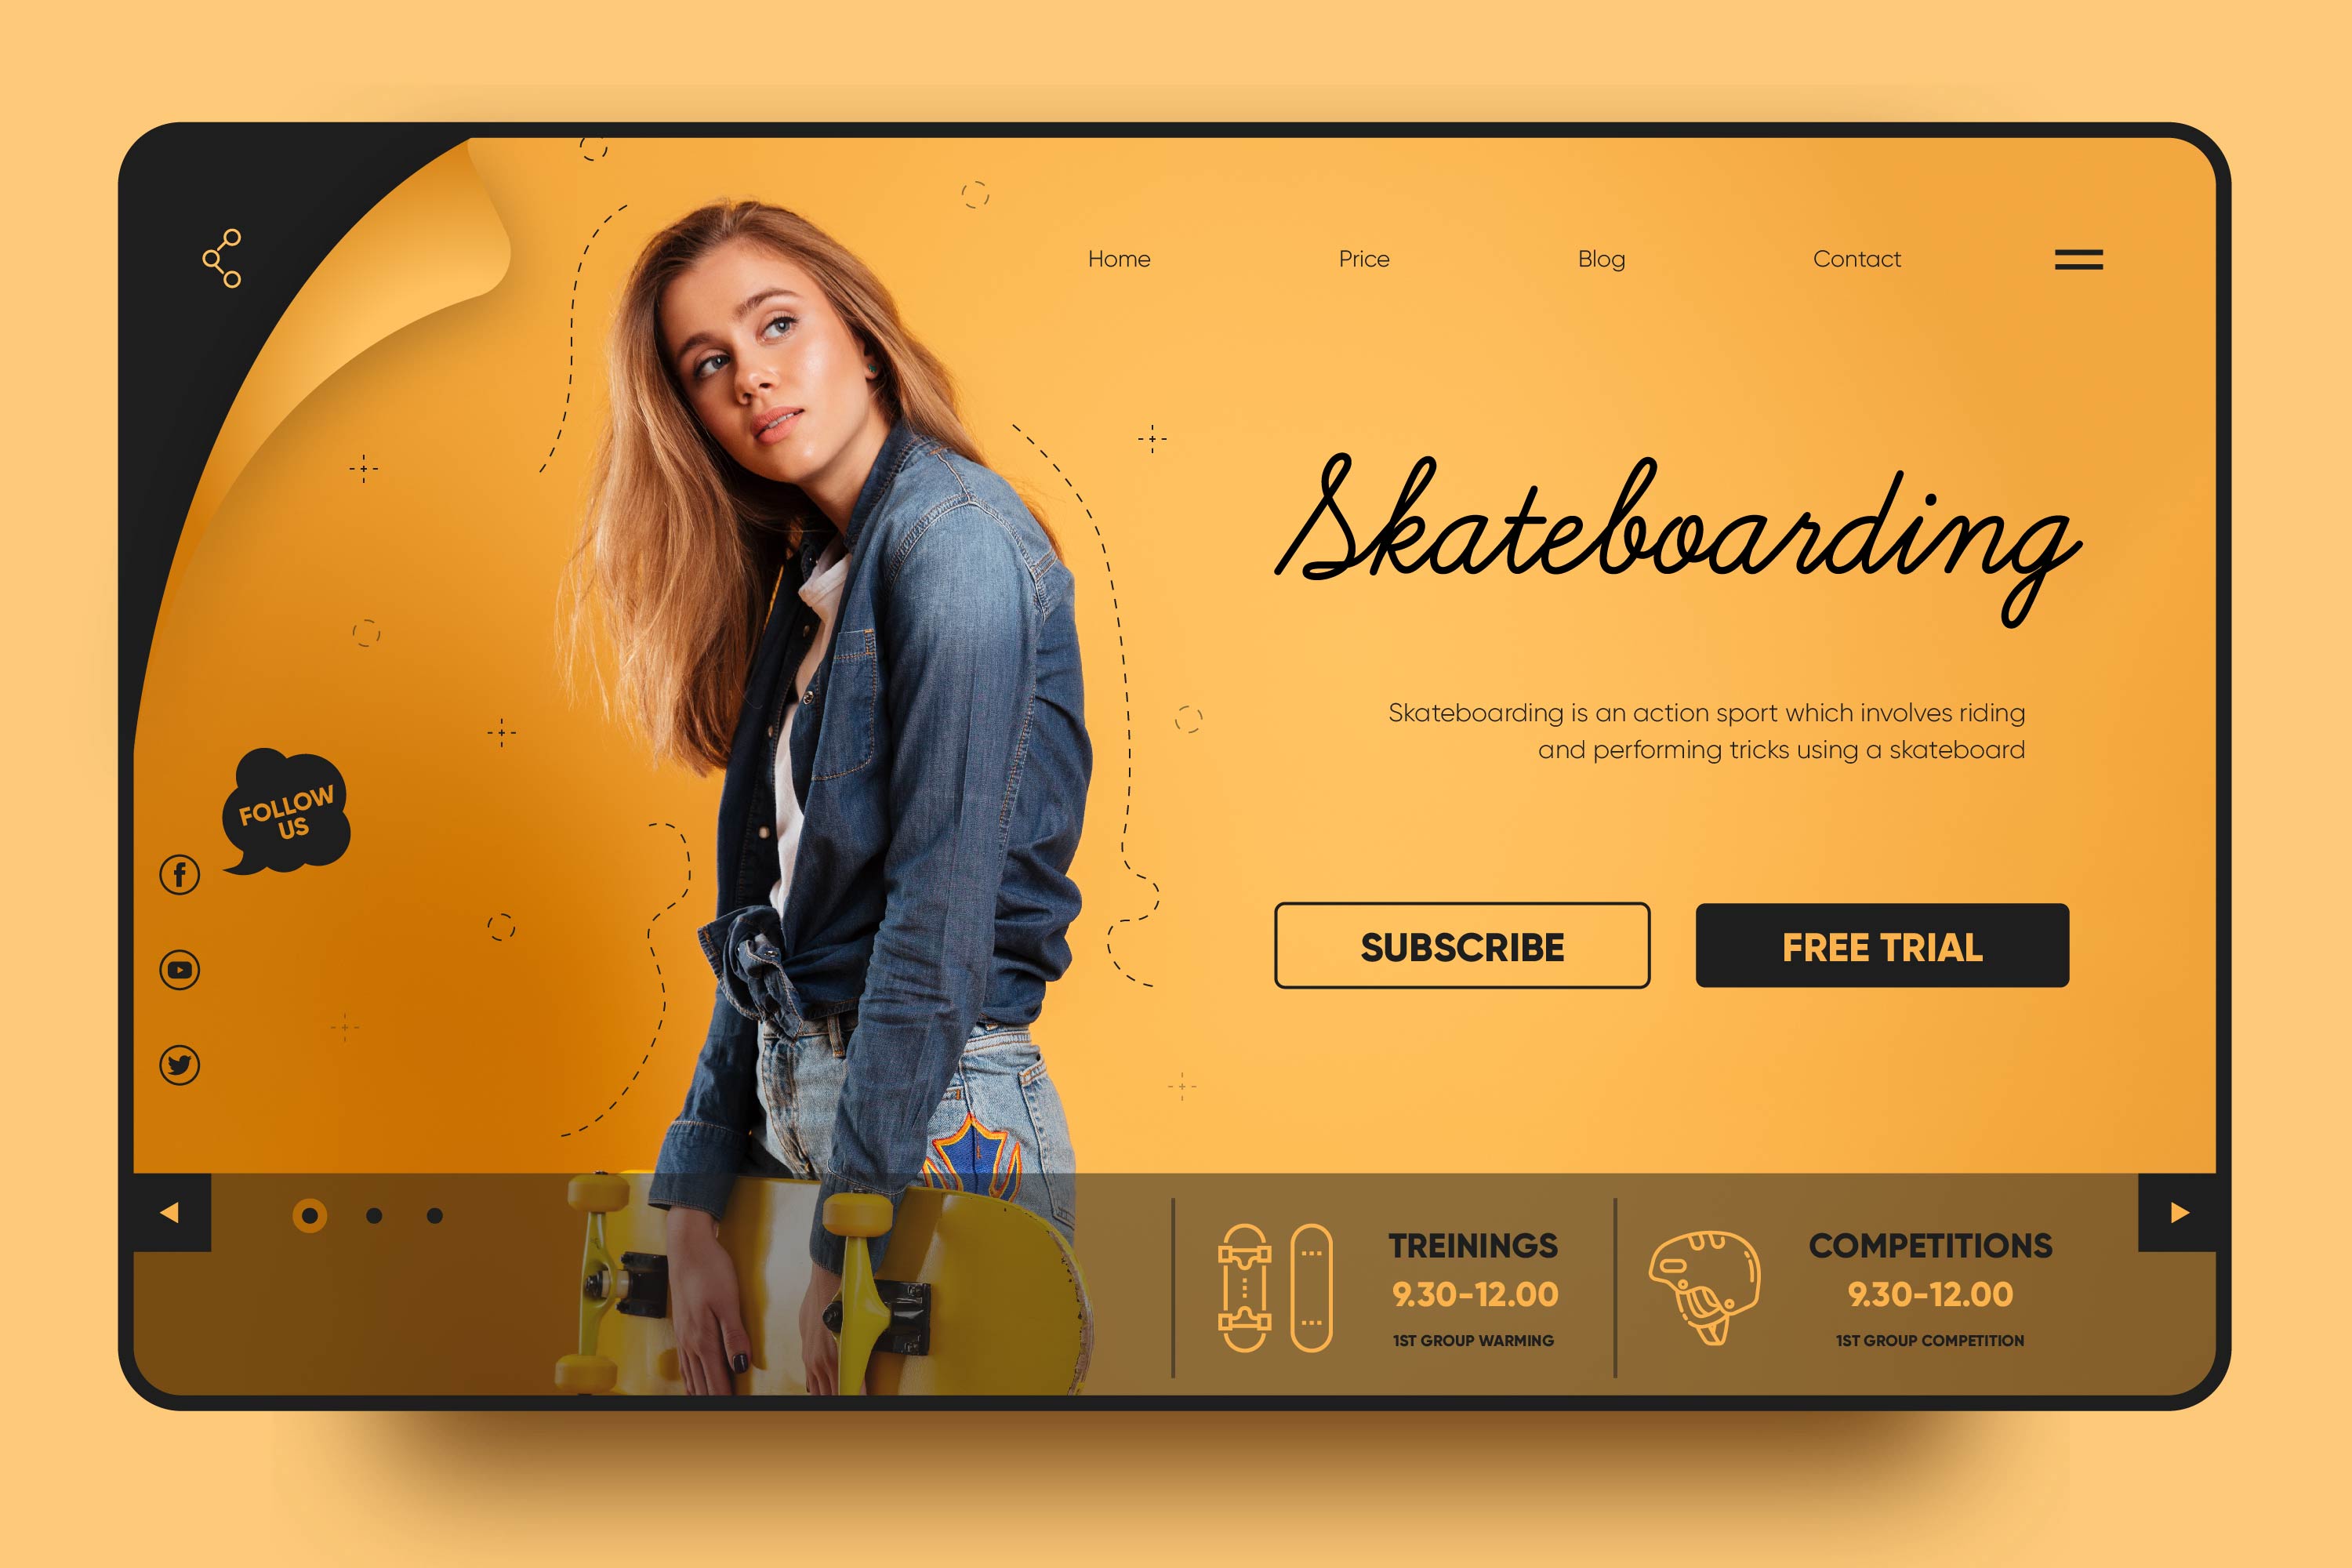 Home
Price
Blog
Contact
Skateboarding
Skateboarding is an action sport which involves riding
and performing tricks using a skateboard
FOLLOW
US
SUBSCRIBE
FREE TRIAL
TREININGS
9.30-12.00
1ST GROUP WARMING
COMPETITIONS
9.30-12.00
1ST GROUP COMPETITION